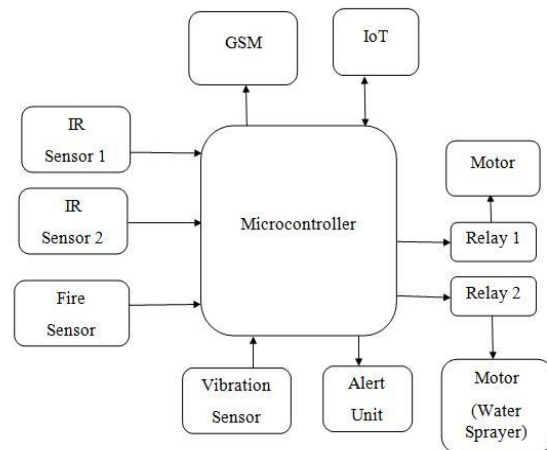 GSM
IoT
IR
Sensor 1
IR
Sensor 2
Fire
Sensor
Microcontroller
Motor
Relay 1
Relay 2
Vibration
Sensor
Alert
Unit
Motor
(Water
Sprayer)